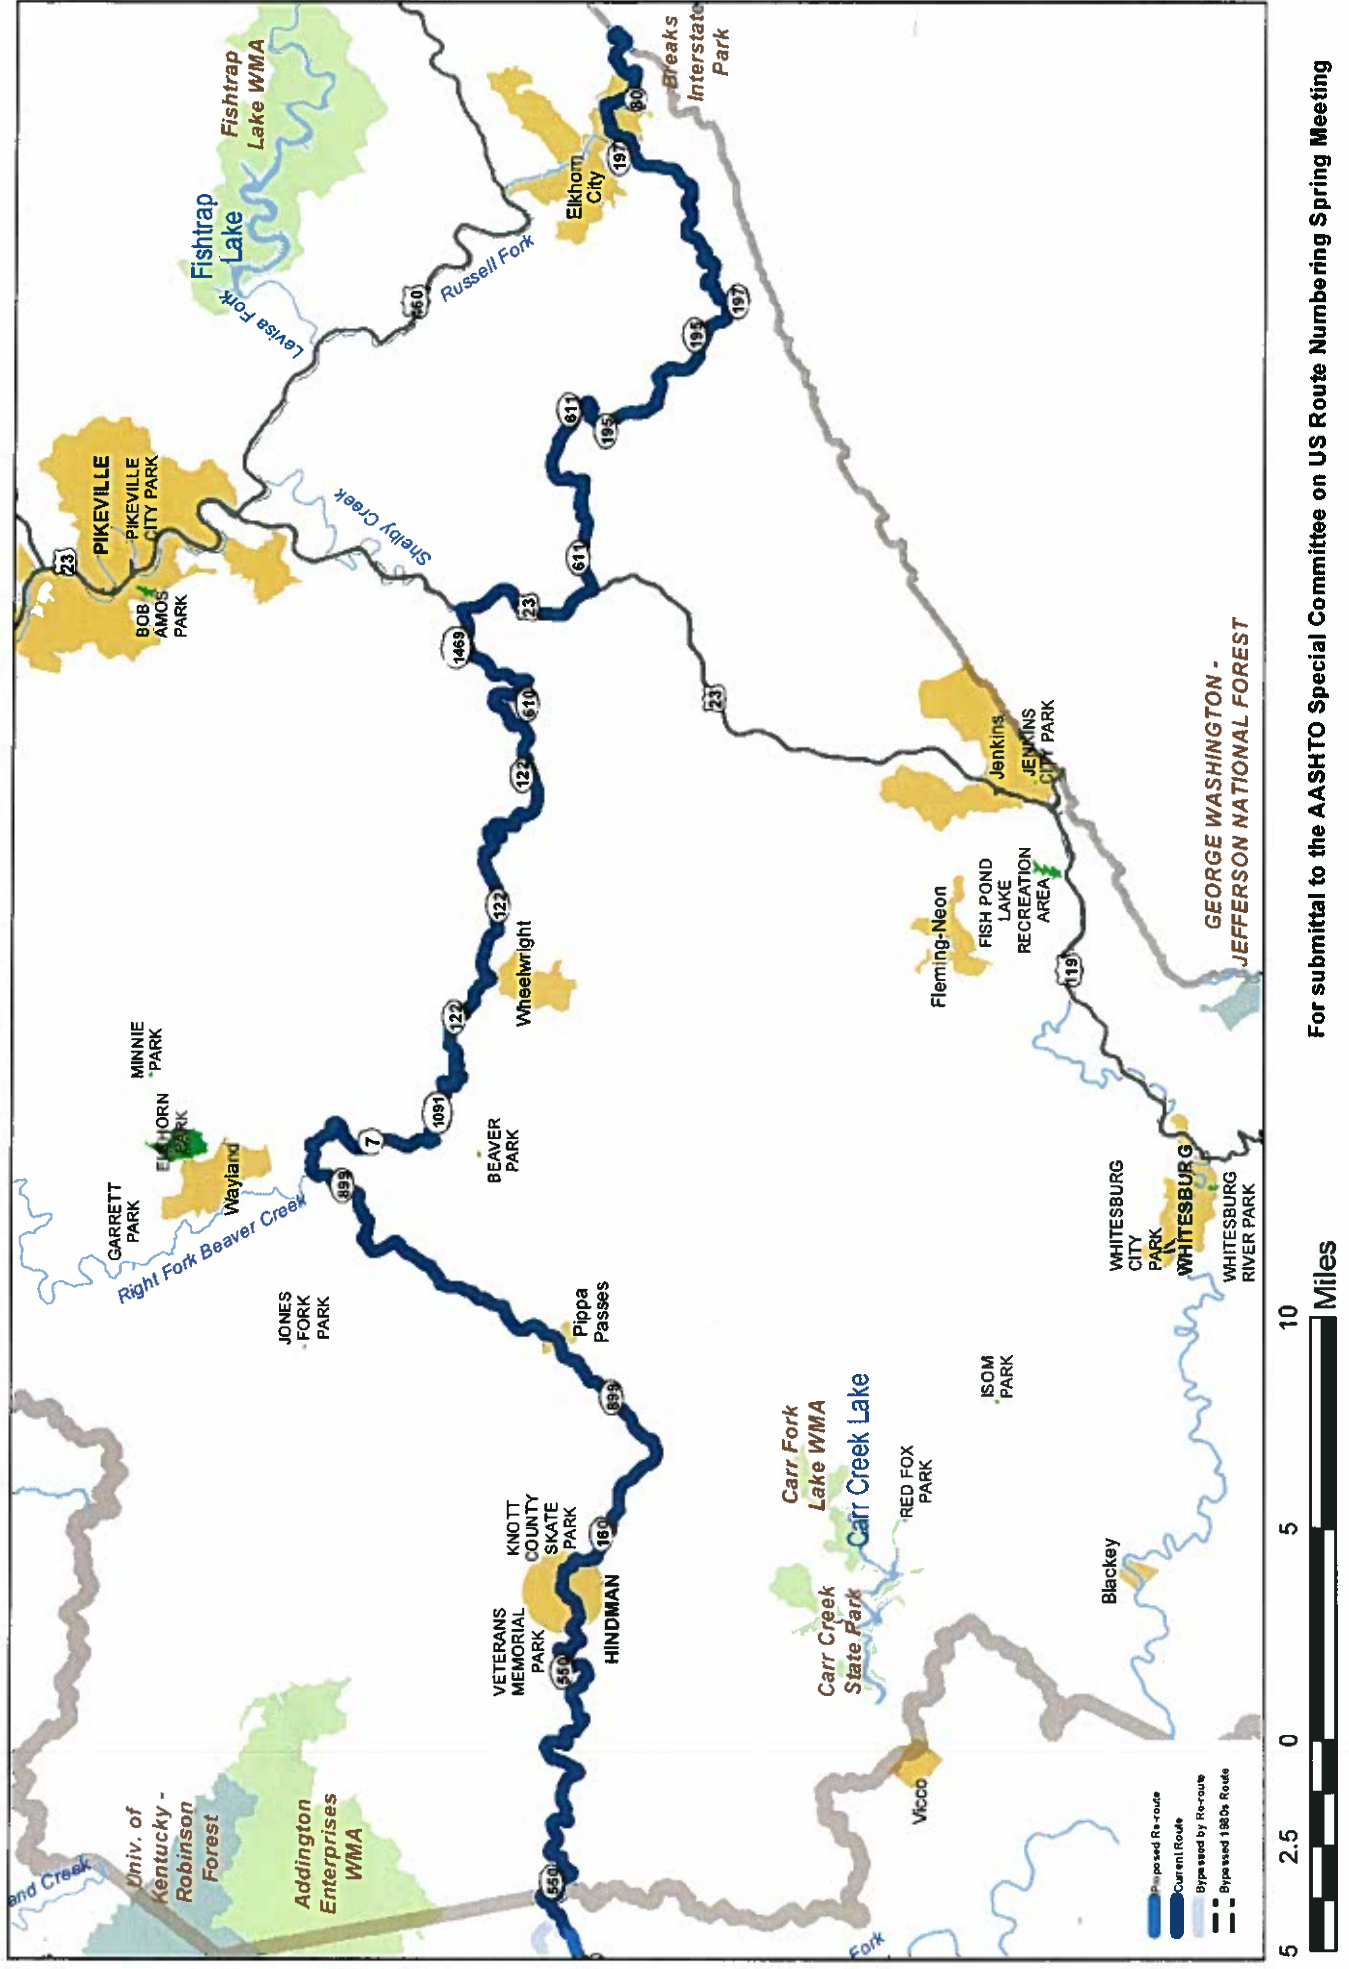 Fishtrap
Lake WMA
Breaks
Interstate
Park
80
197
Elkhorn
City
Fishtrap
Lake
Levisa Fork
460
Russell Fork
197
195
195
611
611
PIKEVILLE
PIKEVILLE
CITY PARK
23
BOB
AMOS
PARK
Shelby Creek
23
1469
610
122
23
Jenkins
JENKINS
CITY PARK
GEORGE WASHINGTON -
JEFFERSON NATIONAL FOREST
122
Wheelwright
122
Fleming-Neon
FISH POND
LAKE
RECREATION
AREA
119
MINNIE
PARK
ELKHORN
PARK
Wayland
GARRETT
PARK
Right Fork Beaver Creek
7
1091
899
BEAVER
PARK
JONES
FORK
PARK
Pippa
Passes
899
WHITESBURG
CITY
PARK
WHITESBURG
WHITESBURG
RIVER PARK
ISOM
PARK
KNOTT
COUNTY
SKATE
PARK
160
HINDMAN
VETERANS
MEMORIAL
PARK
550
Carr Fork
Lake WMA
Carr Creek Lake
RED FOX
PARK
Carr Creek
State Park
Blackey
Vicco
Univ. of
Kentucky -
Robinson
Forest
Addington
Enterprises
WMA
and Creek
550
Fork
Proposed Re-route
Current Route
Bypassed by Re-route
Bypassed 1980s Route
5 2.5 0 5 10
Miles
For submittal to the AASHTO Special Committee on US Route Numbering Spring Meeting